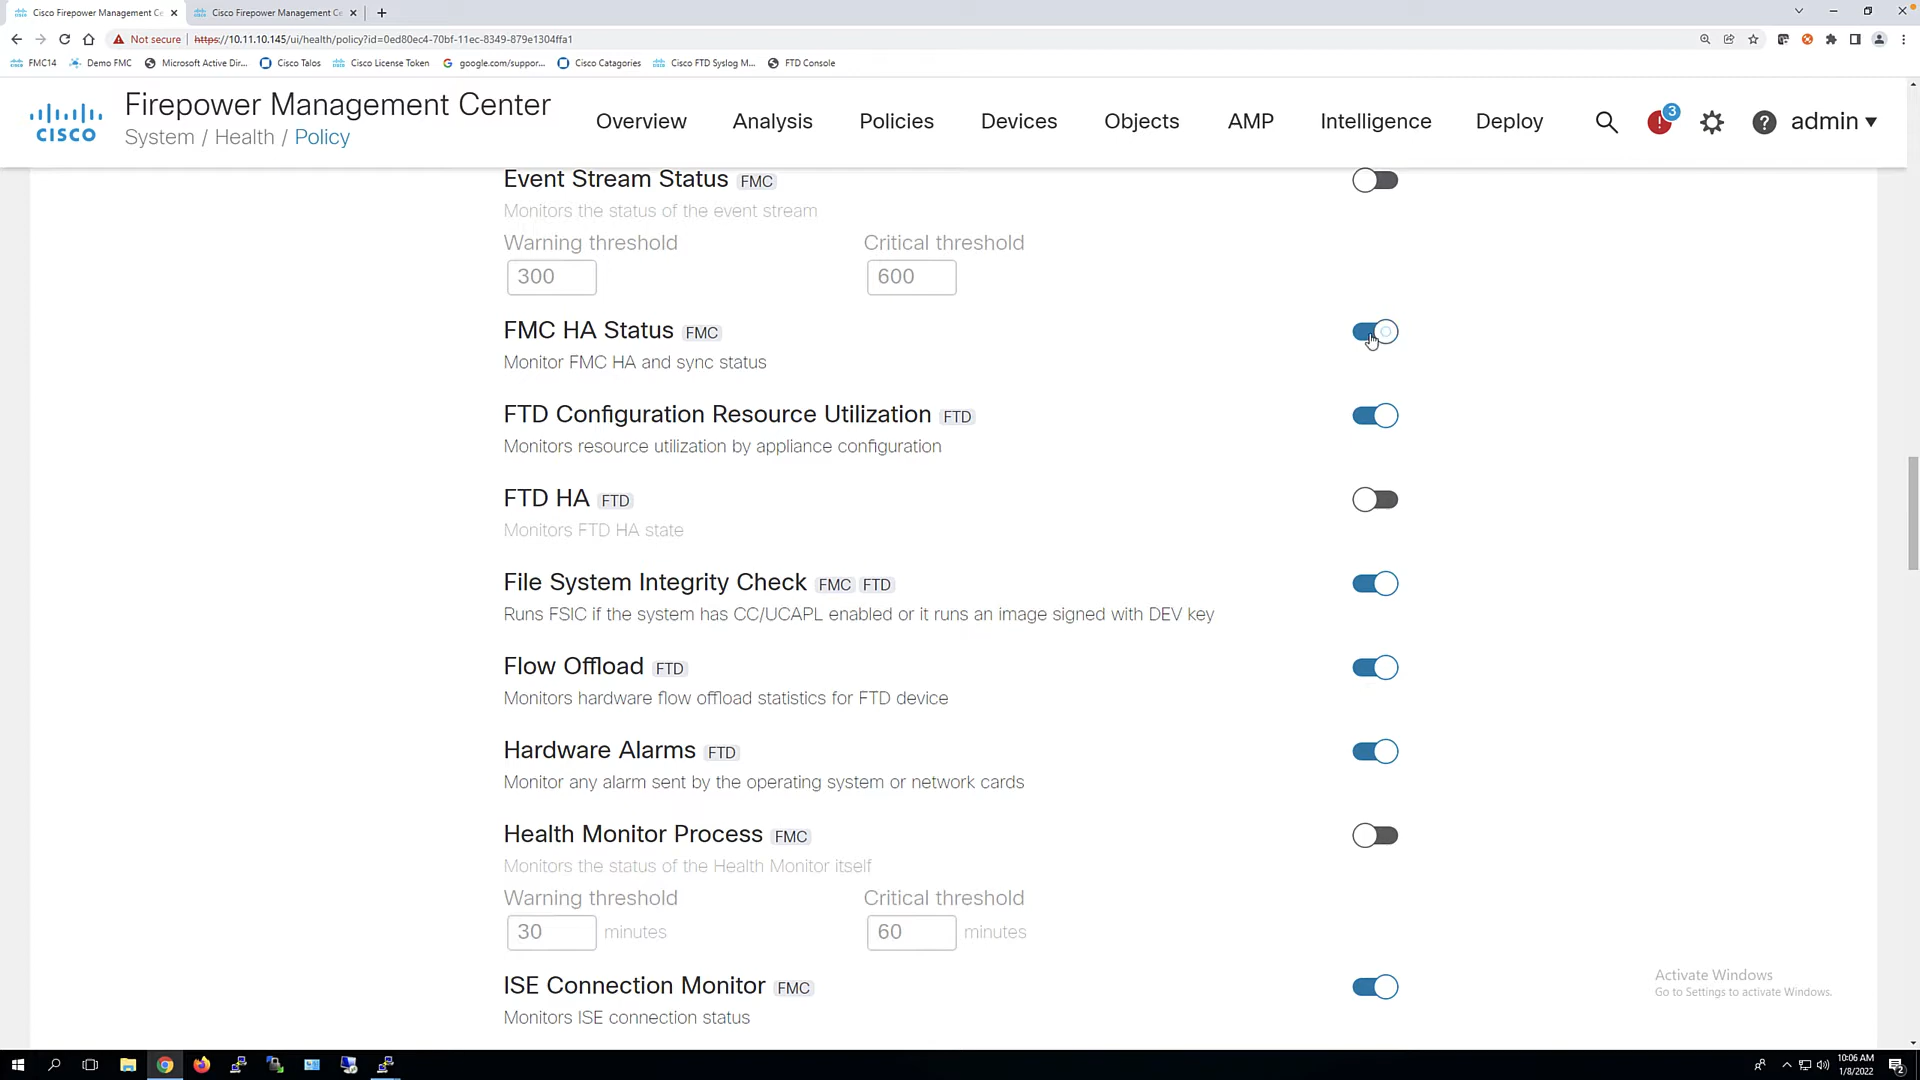 Cisco Firepower Management Ce
Cisco Firepower Management Ce
Not secure
https://10.11.10.145/ui/health/policy?id=0ed80ec4-70bf-11ec-8349-879e1304ffa1
FMC14
Demo FMC
Microsoft Active Dir...
Cisco Talos
Cisco License Token
google.com/suppor...
Cisco Catagories
Cisco FTD Syslog M...
FTD Console
CISCO
Firepower Management Center
System / Health / Policy
Overview
Analysis
Policies
Devices
Objects
AMP
Intelligence
Deploy
3
admin
Event Stream Status FMC
Monitors the status of the event stream
Warning threshold
Critical threshold
300
600
FMC HA Status FMC
Monitor FMC HA and sync status
FTD Configuration Resource Utilization FTD
Monitors resource utilization by appliance configuration
FTD HA FTD
Monitors FTD HA state
File System Integrity Check FMC FTD
Runs FSIC if the system has CC/UCAPL enabled or it runs an image signed with DEV key
Flow Offload FTD
Monitors hardware flow offload statistics for FTD device
Hardware Alarms FTD
Monitor any alarm sent by the operating system or network cards
Health Monitor Process FMC
Monitors the status of the Health Monitor itself
Warning threshold
Critical threshold
30 minutes
60 minutes
ISE Connection Monitor FMC
Monitors ISE connection status
Activate Windows
Go to Settings to activate Windows.
10:06 AM
1/8/2022
2